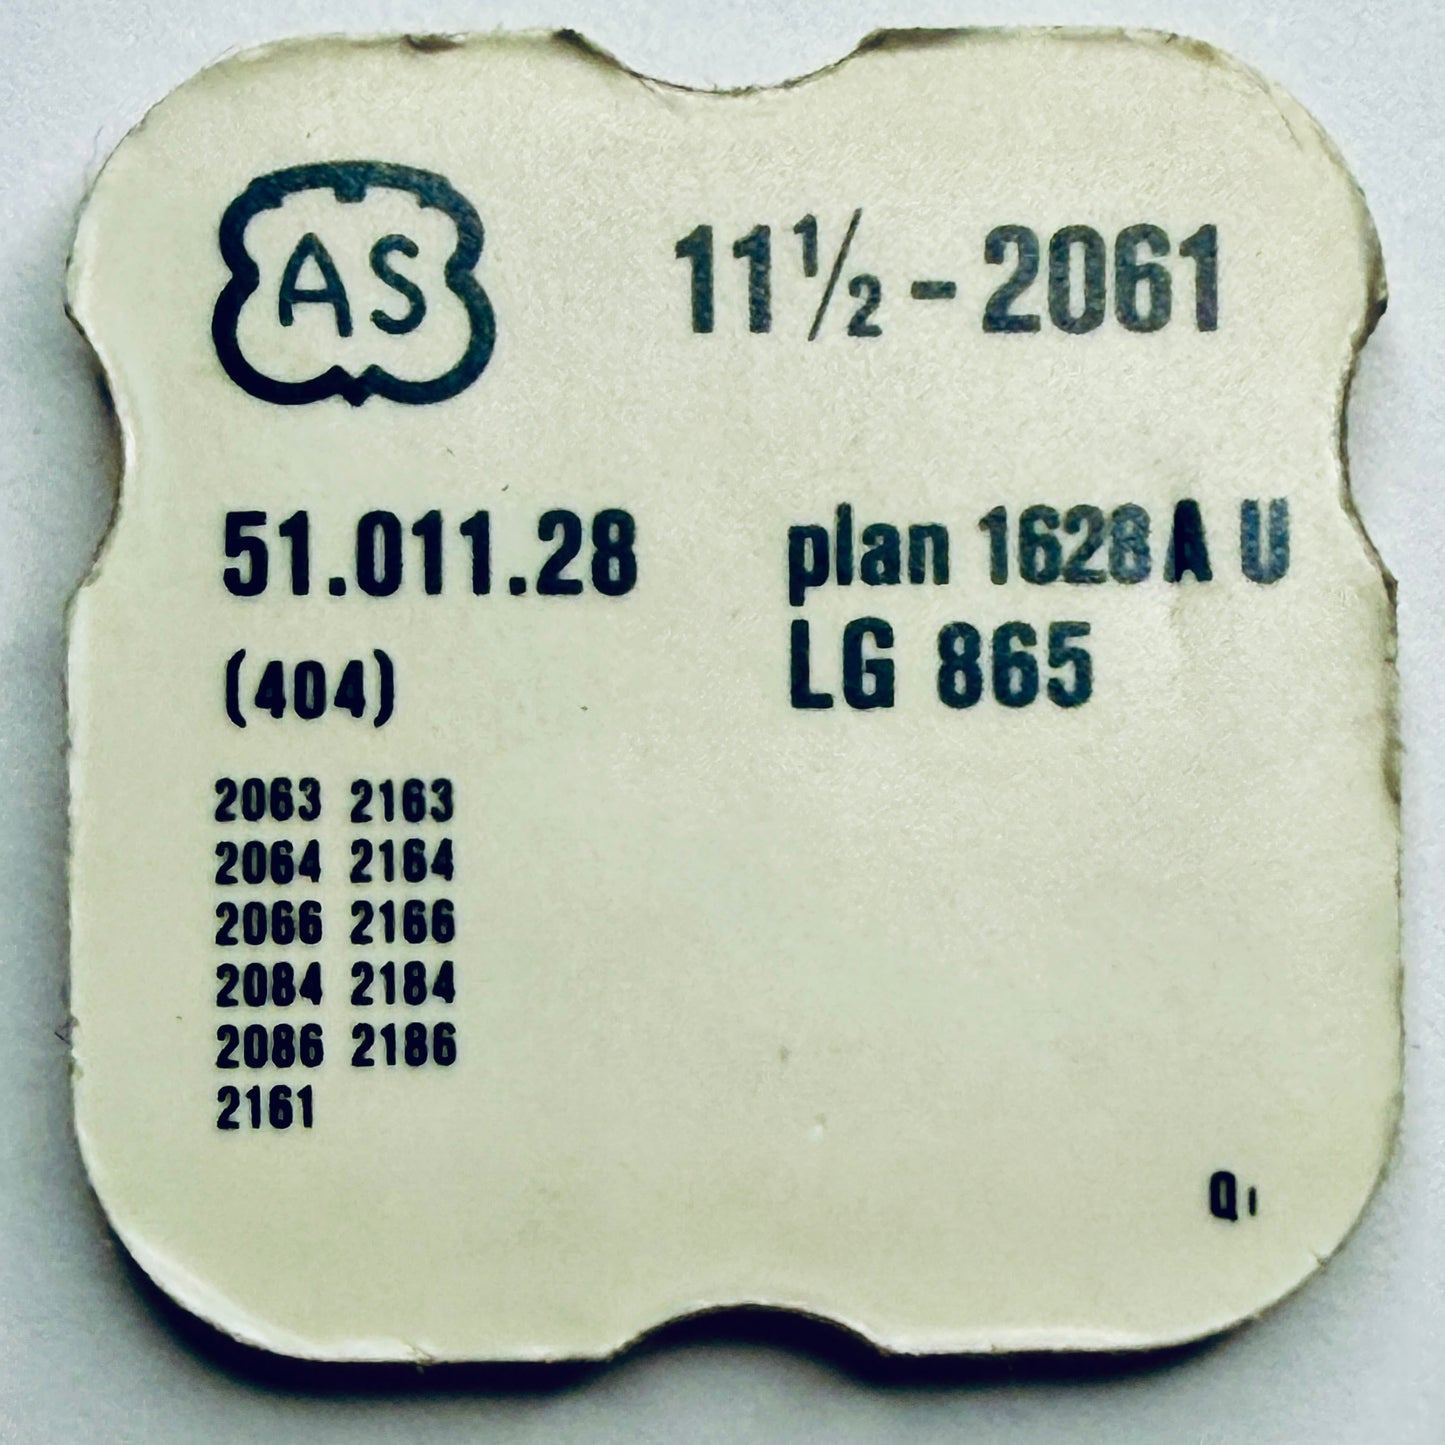 AS 11½ - 2061
51.011.28 plan 1628 A U
(404) LG 865
2063 2163
2064 2164
2066 2166
2084 2184
2086 2186
2161
Q1